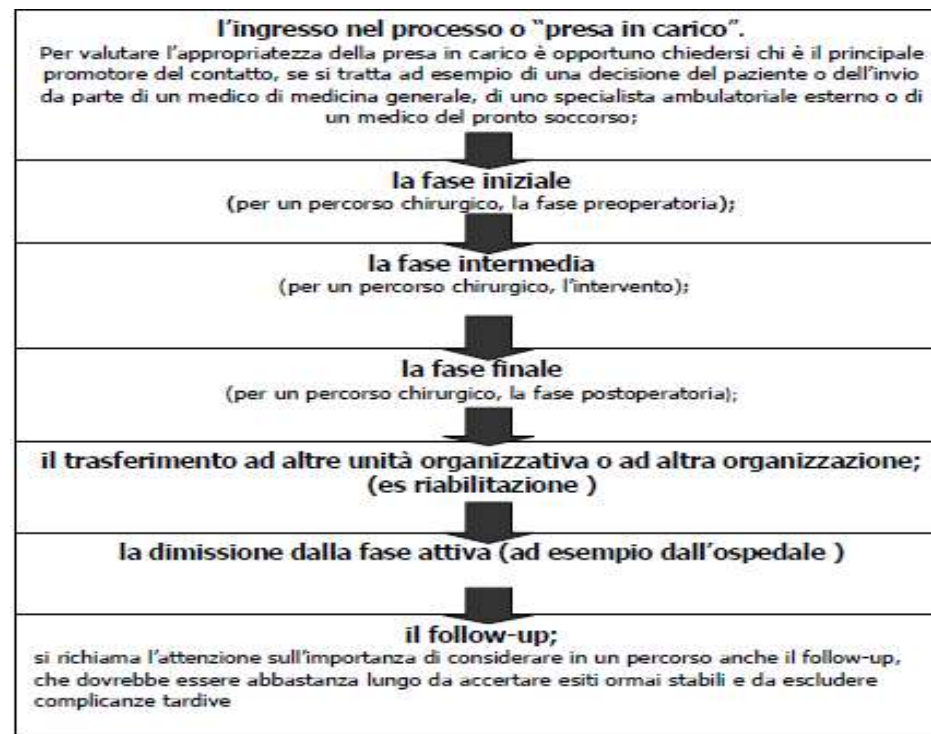 l'ingresso nel processo o "presa in carico".
Per valutare l'appropriatezza della presa in carico è opportuno chiedersi chi è il principale
promotore del contatto, se si tratta ad esempio di una decisione del paziente o dell'invio
da parte di un medico di medicina generale, di uno specialista ambulatoriale esterno o di
un medico del pronto soccorso;
la fase iniziale
(per un percorso chirurgico, la fase preoperatoria);
la fase intermedia
(per un percorso chirurgico, l'intervento);
la fase finale
(per un percorso chirurgico, la fase postoperatoria);
il trasferimento ad altre unità organizzativa o ad altra organizzazione;
(es riabilitazione )
la dimissione dalla fase attiva (ad esempio dall'ospedale )
il follow-up;
si richiama l'attenzione sull'importanza di considerare in un percorso anche il follow-up,
che dovrebbe essere abbastanza lungo da accertare esiti ormai stabili e da escludere
complicanze tardive